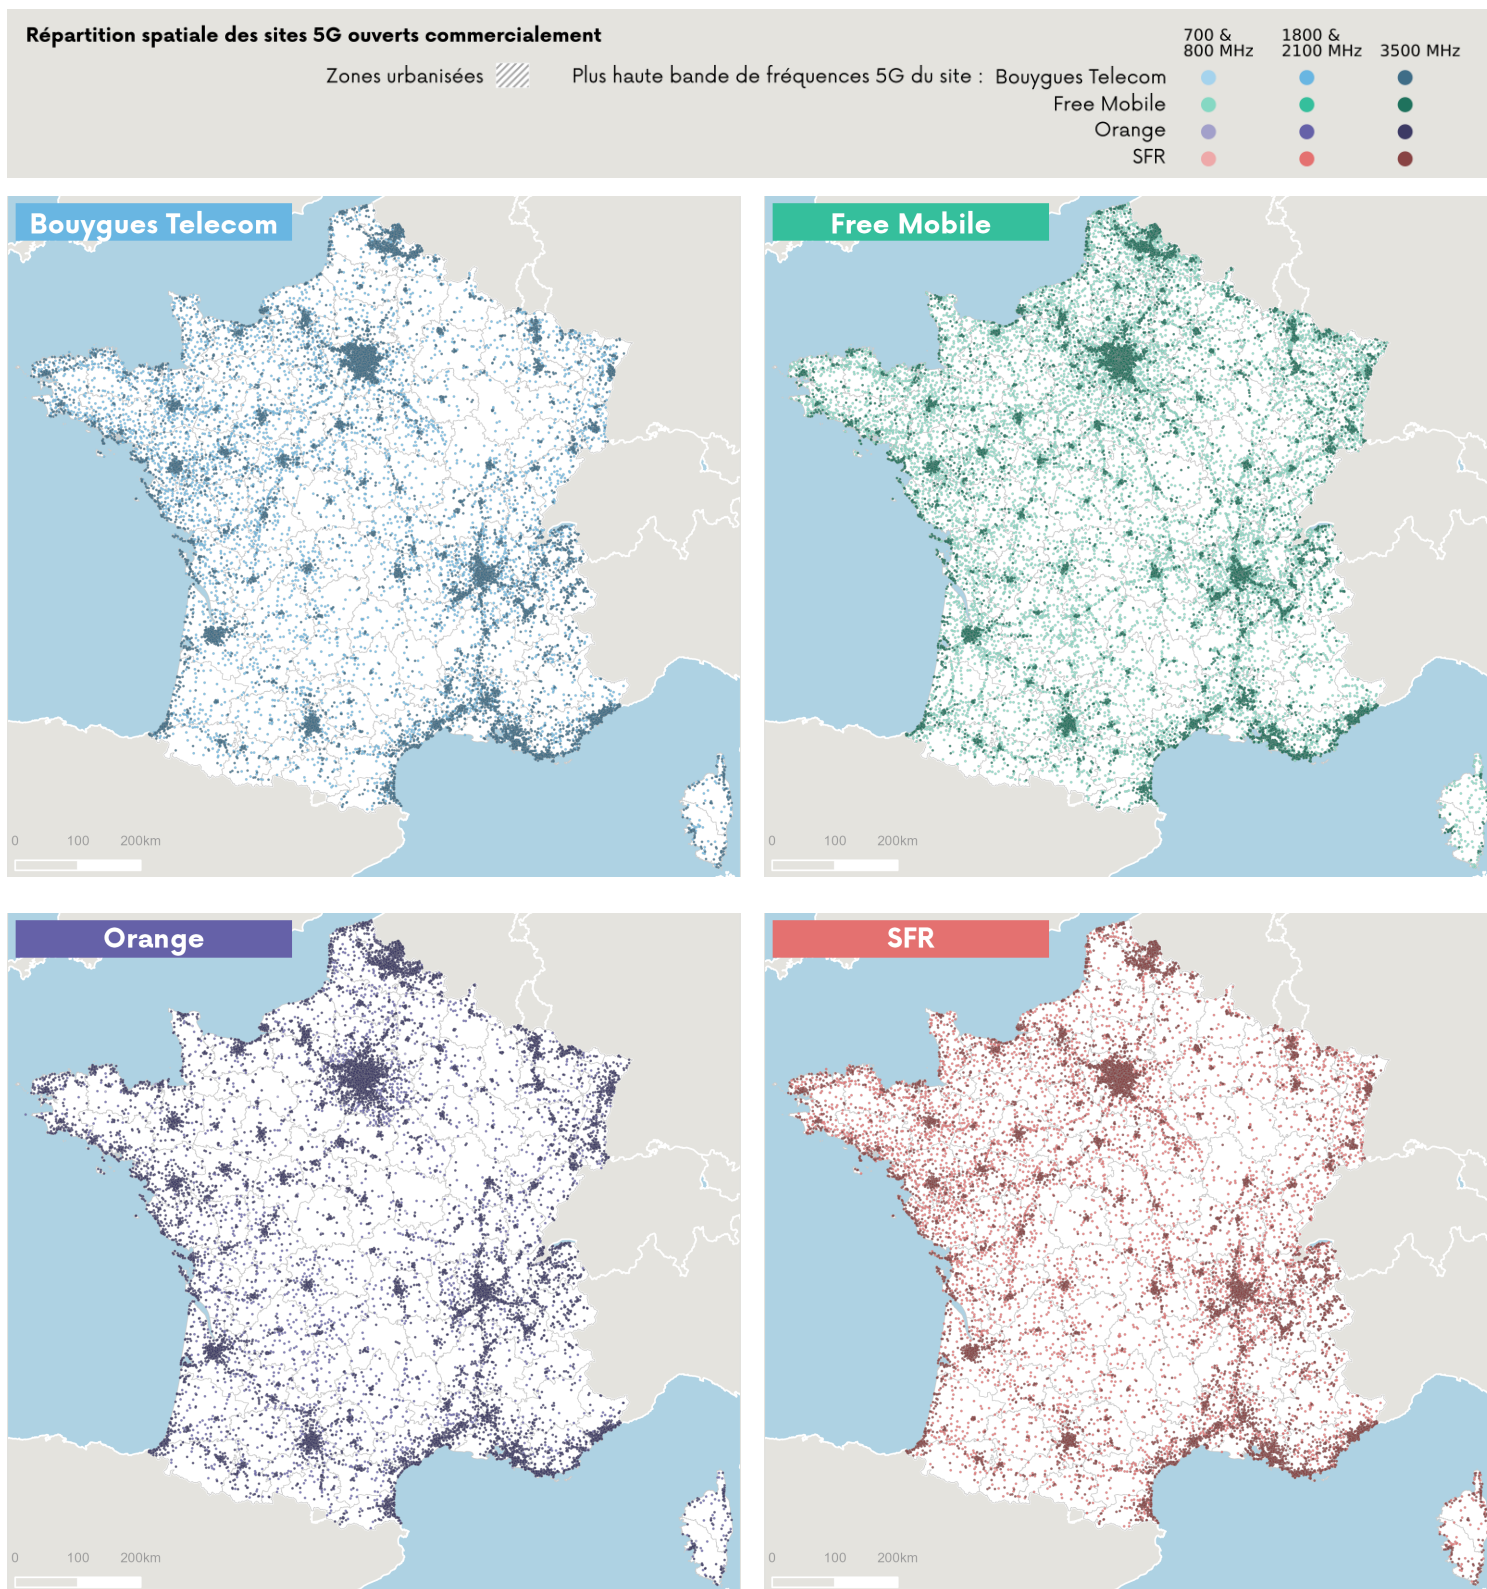 Répartition spatiale des sites 5G ouverts commercialement
Zones urbanisées
Plus haute bande de fréquences 5G du site :
700 & 800 MHz
1800 & 2100 MHz
3500 MHz
Bouygues Telecom
Free Mobile
Orange
SFR
Bouygues Telecom
0 100 200km
Free Mobile
0 100 200km
Orange
0 100 200km
SFR
0 100 200km